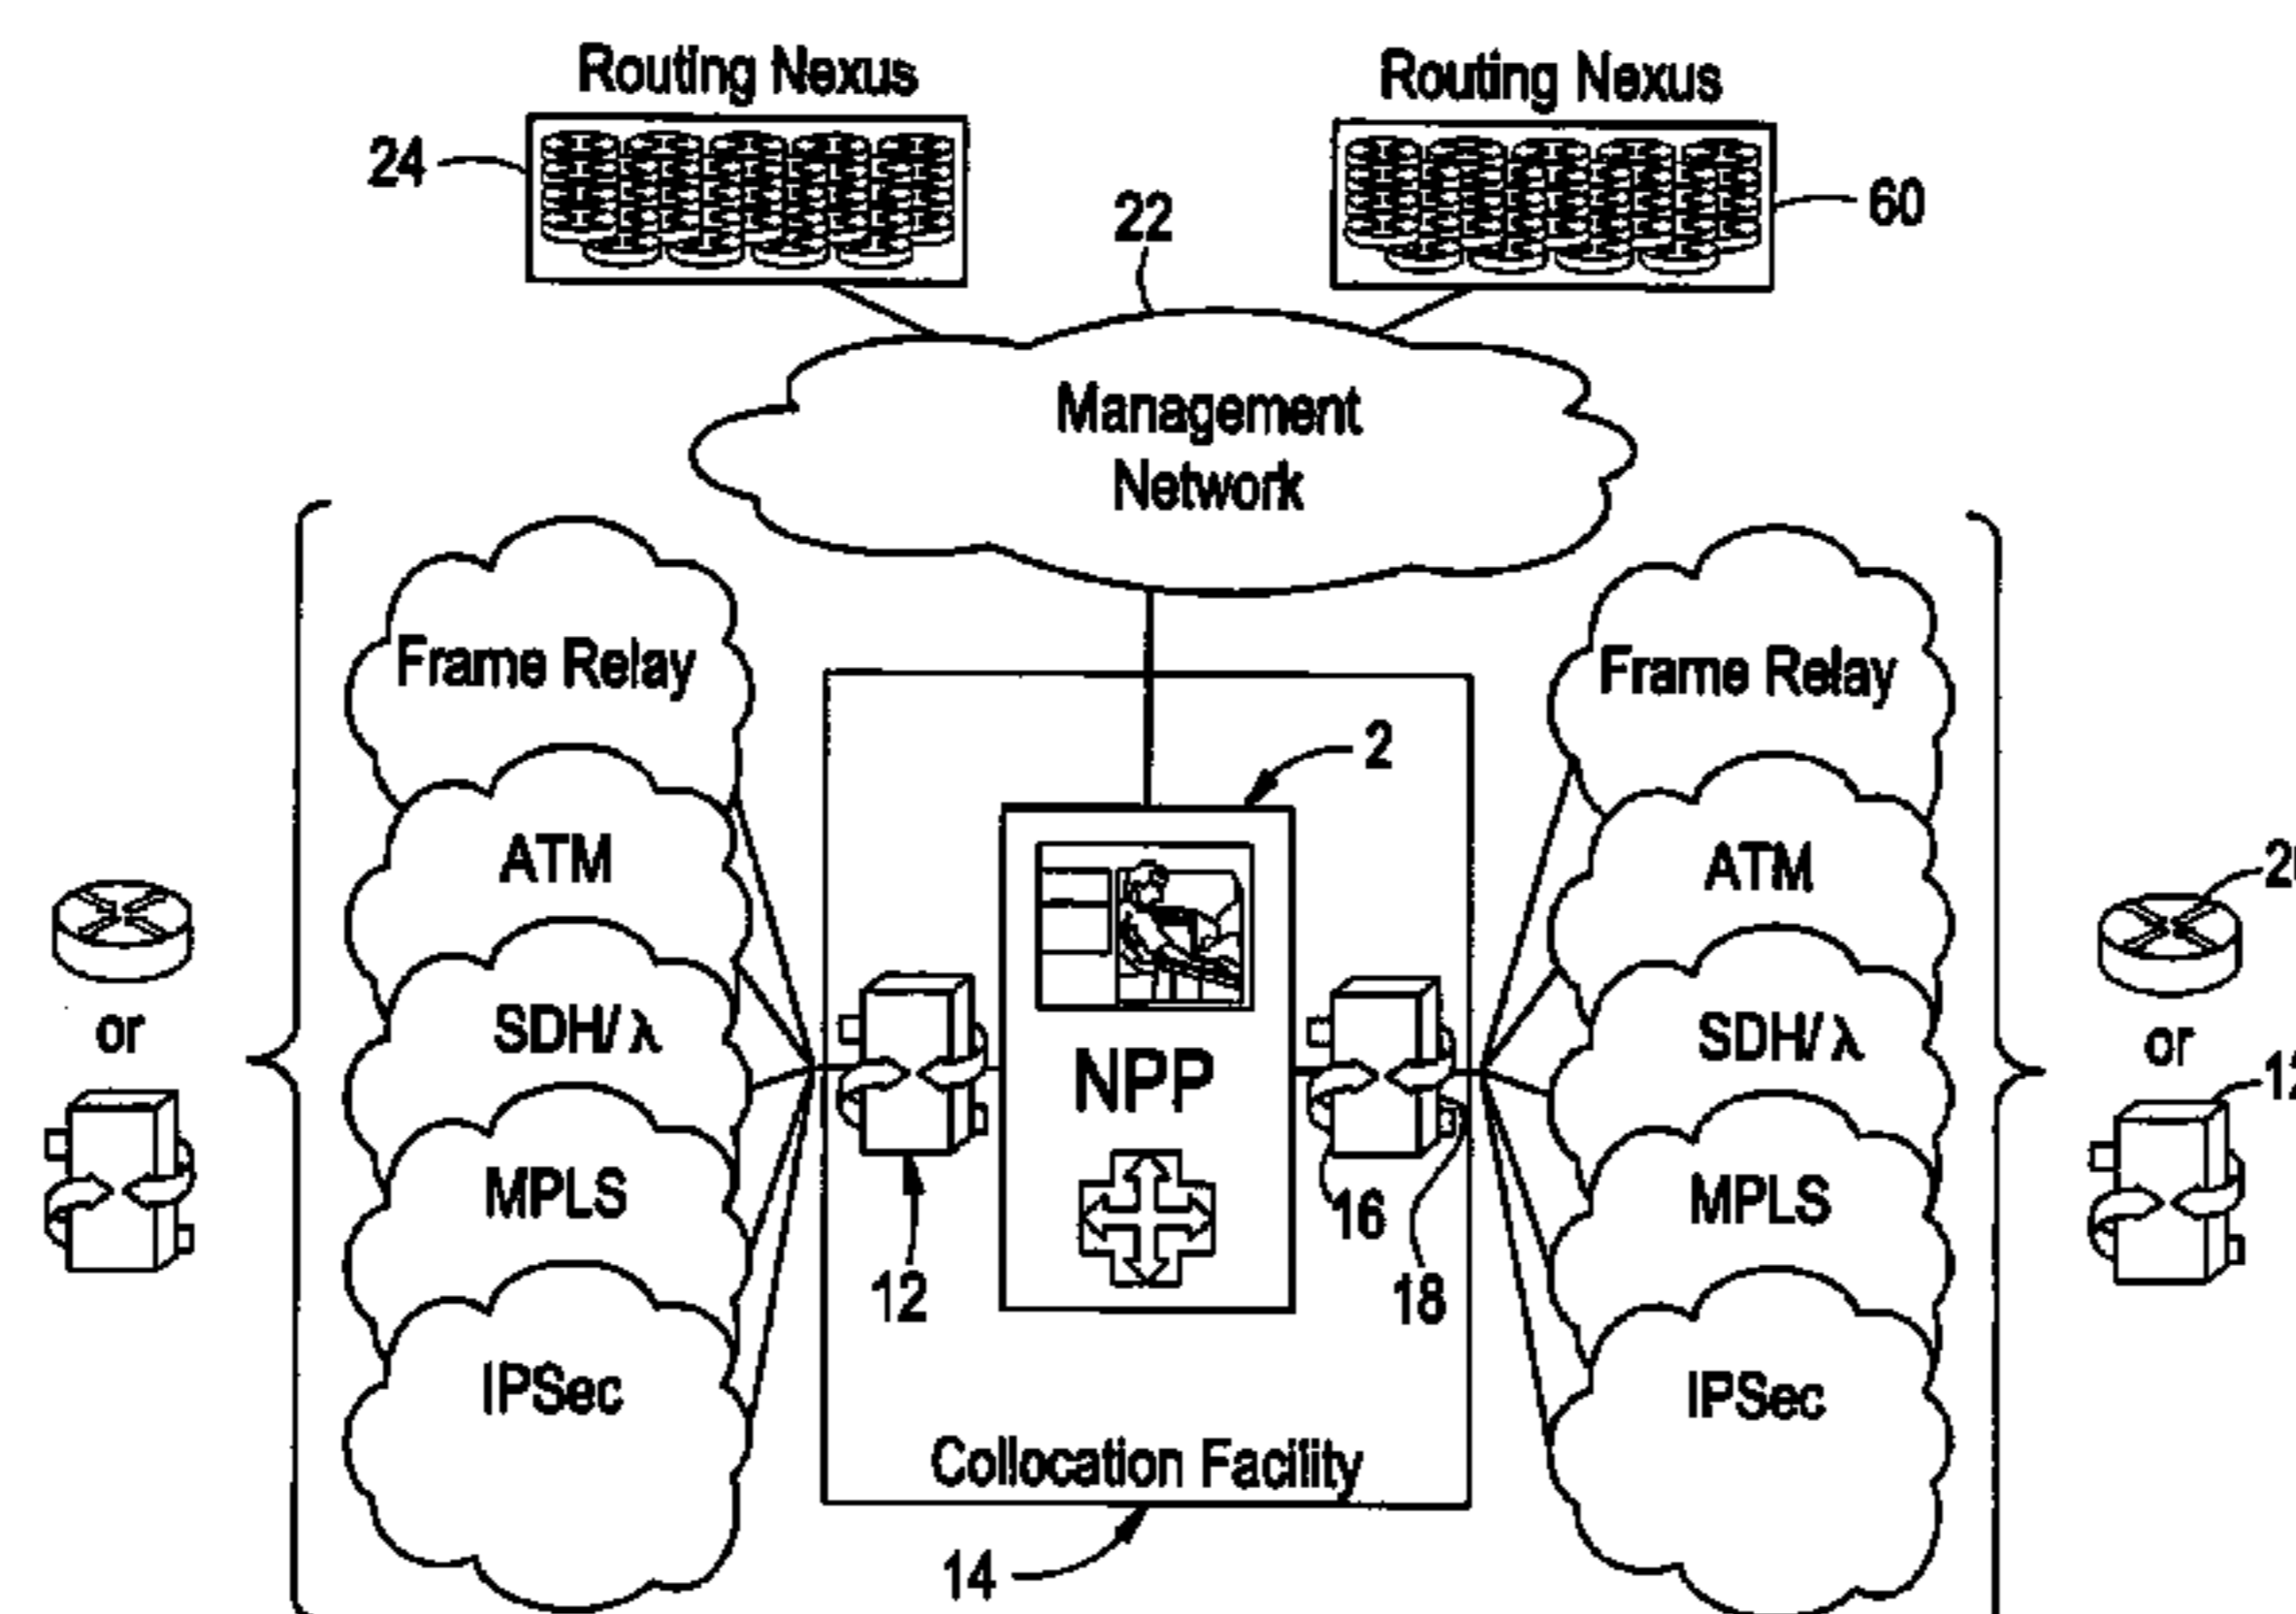 Routing Nexus
Routing Nexus
24
60
22
Management
Network
Frame Relay
Frame Relay
2
ATM
ATM
or
SDH/ λ
NPP
SDH/ λ
or
MPLS
MPLS
16
12
18
IPSec
IPSec
Collocation Facility
14